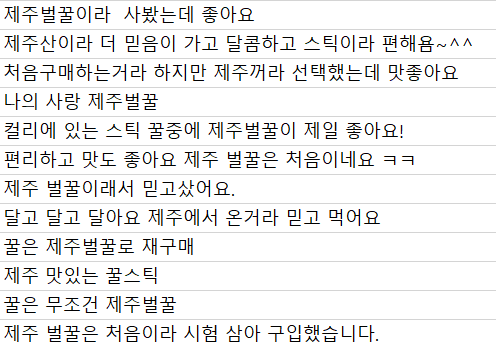 제주벌꿀이라  사봤는데 좋아요
제주산이라 더 믿음이 가고 달콤하고 스틱이라 편해욤~^^
처음구매하는거라 하지만 제주꺼라 선택했는데 맛좋아요
나의 사랑 제주벌꿀
컬리에 있는 스틱 꿀중에 제주벌꿀이 제일 좋아요!
편리하고 맛도 좋아요 제주 벌꿀은 처음이네요 ㅋㅋ
제주 벌꿀이래서 믿고샀어요.
달고 달고 달아요 제주에서 온거라 믿고 먹어요
꿀은 제주벌꿀로 재구매
제주 맛있는 꿀스틱
꿀은 무조건 제주벌꿀
제주 벌꿀은 처음이라 시험 삼아 구입했습니다.